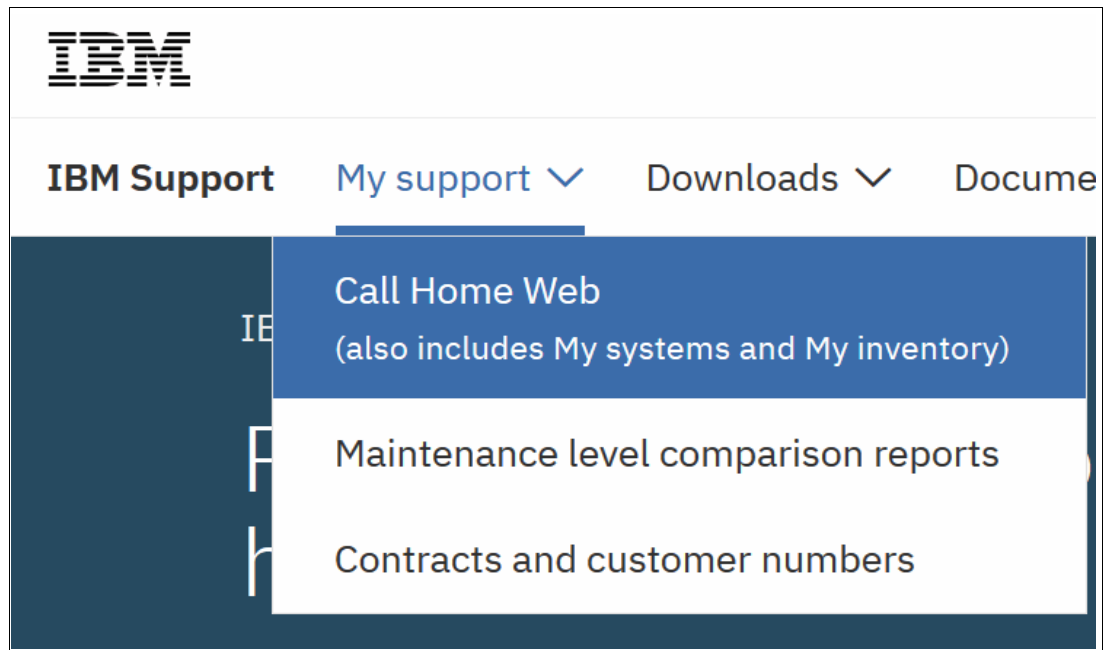 IBM
IBM Support My support Downloads
Call Home Web
(also includes My systems and My inventory)
Maintenance level comparison reports
Contracts and customer numbers